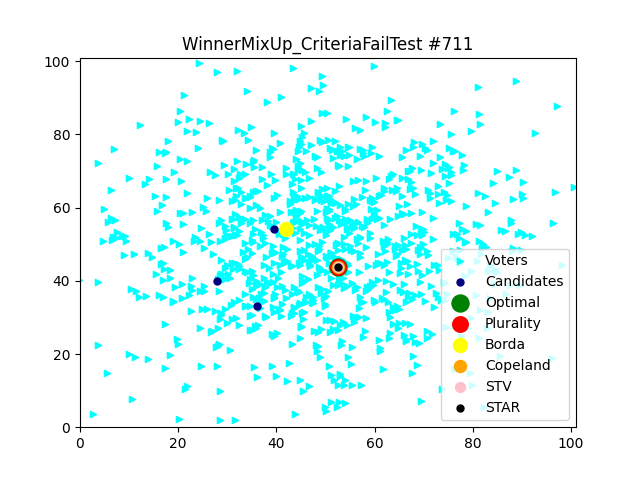 WinnerMixUp_CriteriaFailTest #711
100
80
60
40
20
0
0
20
40
60
80
100
Voters
Candidates
Optimal
Plurality
Borda
Copeland
STV
STAR